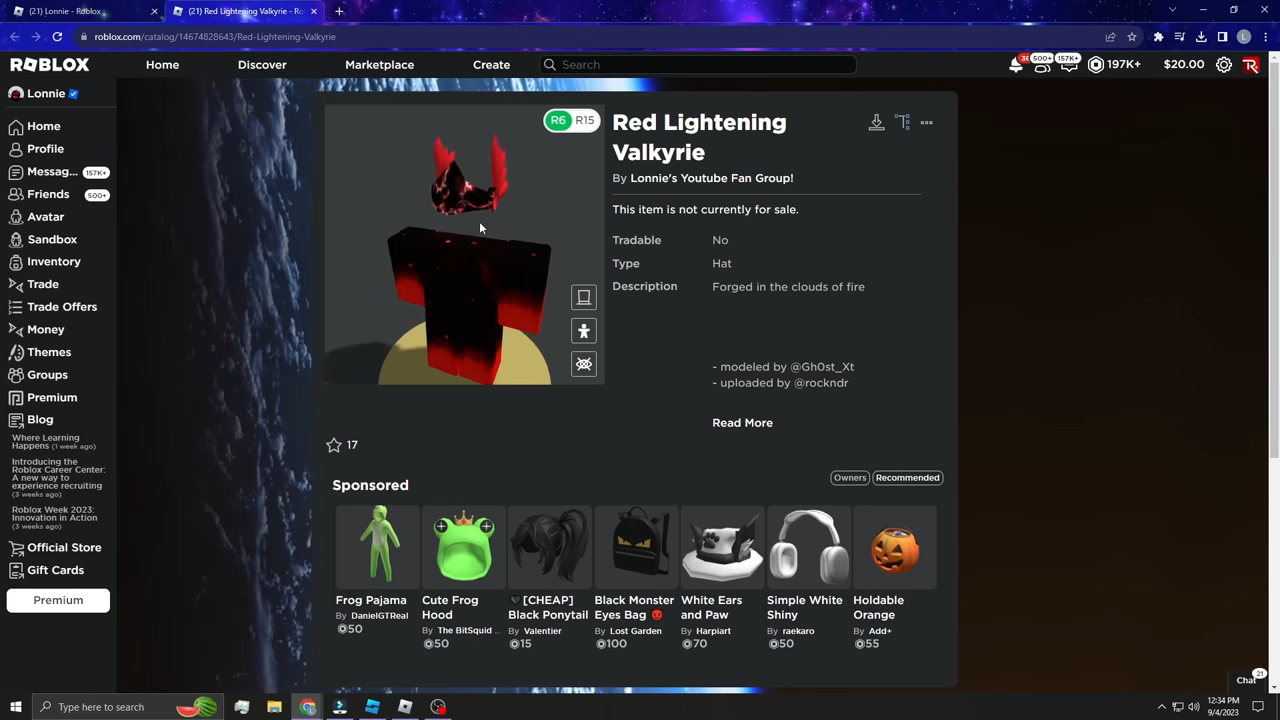 (21) Lonnie - Roblox
(21) Red Lightening Valkyrie - Ro
roblox.com/catalog/14674828643/Red-Lightening-Valkyrie
L
ROBLOX
Home
Discover
Marketplace
Create
Search
500+
157K+
197K+
$20.00
Lonnie
Home
Profile
Messag... 157K+
Friends 500+
Avatar
Sandbox
Inventory
Trade
Trade Offers
Money
Themes
Groups
Premium
Blog
Where Learning
Happens (1 week ago)
Introducing the
Roblox Career Center:
A new way to
experience recruiting
(3 weeks ago)
Roblox Week 2023:
Innovation in Action
(3 weeks ago)
Official Store
Gift Cards
Premium
R6 R15
Red Lightening
Valkyrie
By Lonnie's Youtube Fan Group!
This item is not currently for sale.
Tradable No
Type Hat
Description Forged in the clouds of fire
- modeled by @Gh0st_Xt
- uploaded by @rockndr
Read More
17
Sponsored
Owners
Recommended
Frog Pajama
By DanielGTReal
50
Cute Frog
Hood
By The BitSquid ...
50
[CHEAP]
Black Ponytail
By Valentier
15
Black Monster
Eyes Bag
By Lost Garden
100
White Ears
and Paw
By Harpiart
70
Simple White
Shiny
By raekaro
50
Holdable
Orange
By Add+
55
Chat 21
Type here to search
12:34 PM
9/4/2023